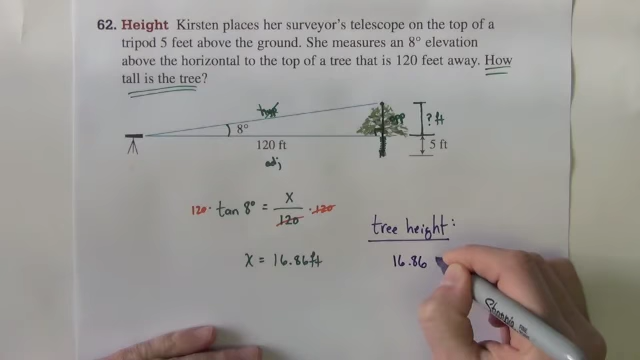 62. Height Kirsten places her surveyor's telescope on the top of a
tripod 5 feet above the ground. She measures an 8° elevation
above the horizontal to the top of a tree that is 120 feet away. How
tall is the tree?
hyp
8°
opp
? ft
120 ft
5 ft
adj
120 · tan 8° = x/120 · 120
tree height:
x = 16.86 ft
16.86
Sharpie